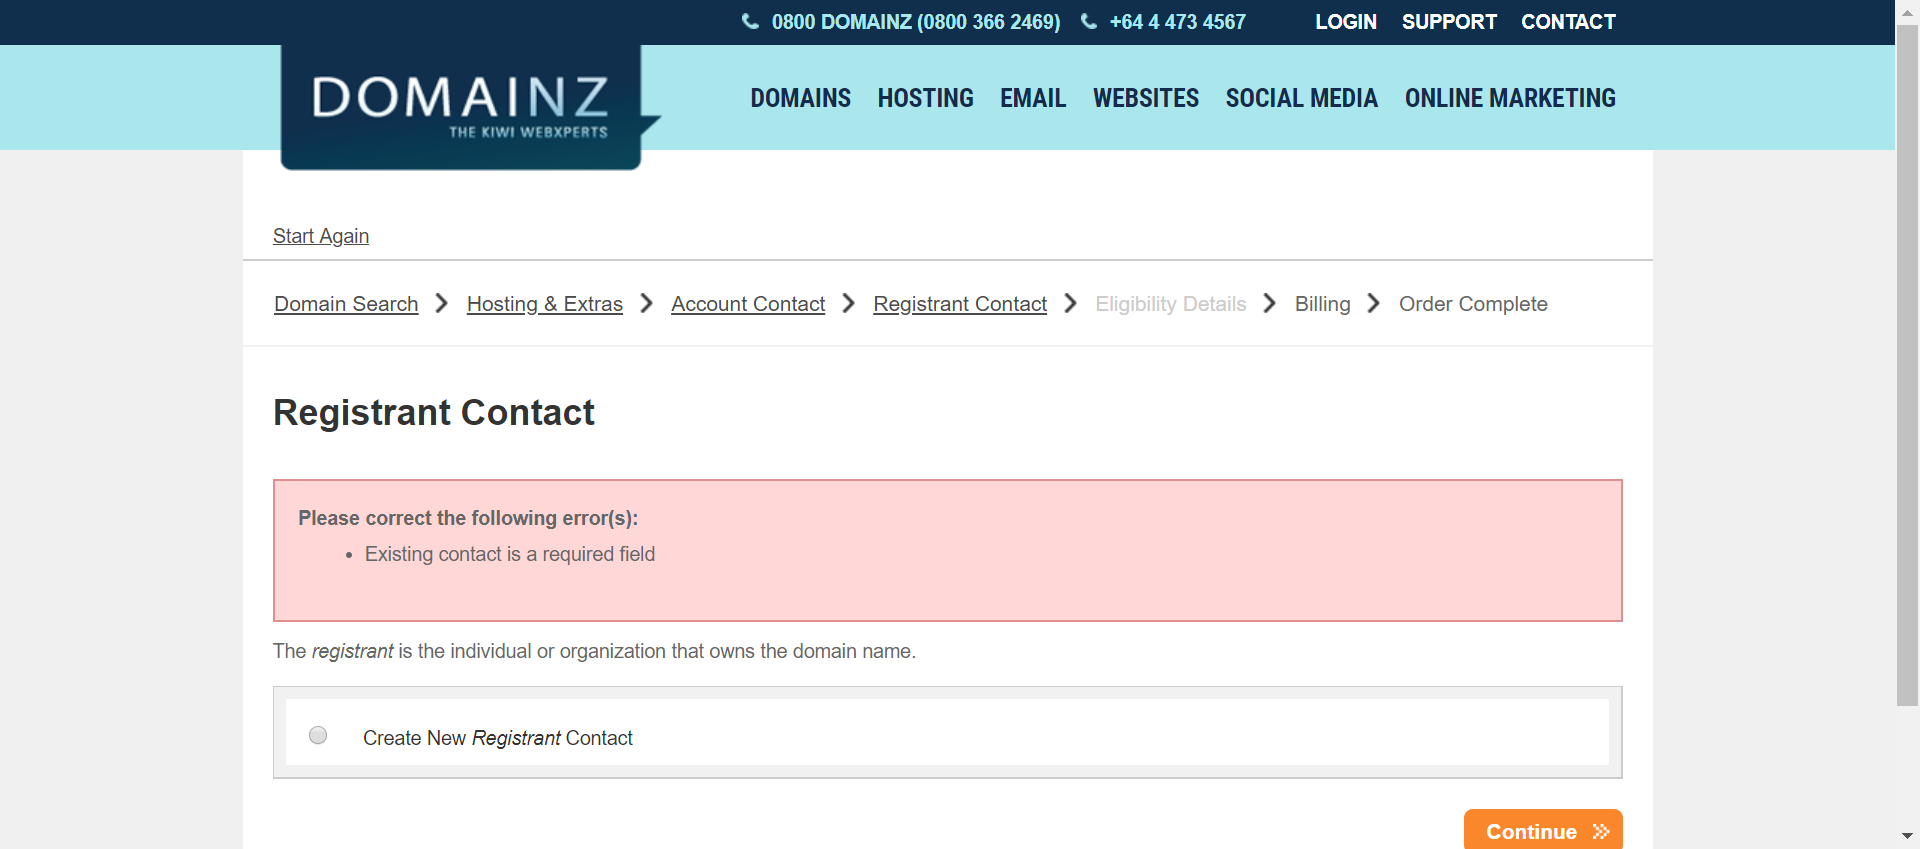 0800 DOMAINZ (0800 366 2469) +64 4 473 4567 LOGIN SUPPORT CONTACT
DOMAINZ
THE KIWI WEBXPERTS
DOMAINS HOSTING EMAIL WEBSITES SOCIAL MEDIA ONLINE MARKETING
Start Again
Domain Search Hosting & Extras Account Contact Registrant Contact Eligibility Details Billing Order Complete
Registrant Contact
Please correct the following error(s):
• Existing contact is a required field
The registrant is the individual or organization that owns the domain name.
Create New Registrant Contact
Continue